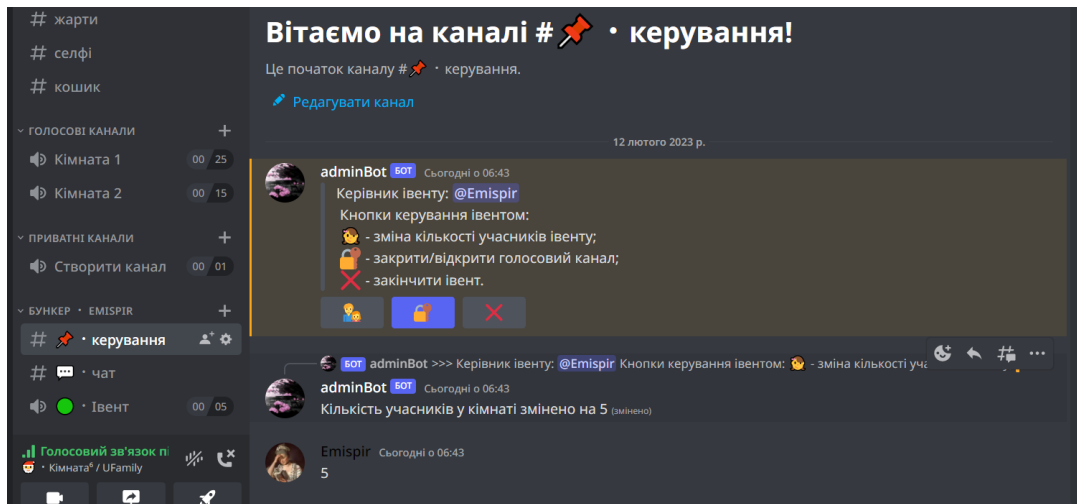 # жарти
# селфі
# кошик
ГОЛОСОВІ КАНАЛИ +
Кімната 1 00 25
Кімната 2 00 15
ПРИВАТНІ КАНАЛИ +
Створити канал 00 01
БУНКЕР • EMISPIR +
# 📌 • керування
# 💬 • чат
🟢 • Івент 00 05
Голосовий зв'язок пі
🎅 • Кімната⁶ / UFamily
Вітаємо на каналі #📌 • керування!
Це початок каналу #📌 • керування.
Редагувати канал
12 лютого 2023 р.
adminBot БОТ Сьогодні о 06:43
Керівник івенту: @Emispir
Кнопки керування івентом:
- зміна кількості учасників івенту;
🔐 - закрити/відкрити голосовий канал;
❌ - закінчити івент.
БОТ adminBot >>> Керівник івенту: @Emispir Кнопки керування івентом: - зміна кількості уча
adminBot БОТ Сьогодні о 06:43
Кількість учасників у кімнаті змінено на 5 (змінено)
Emispir Сьогодні о 06:43
5